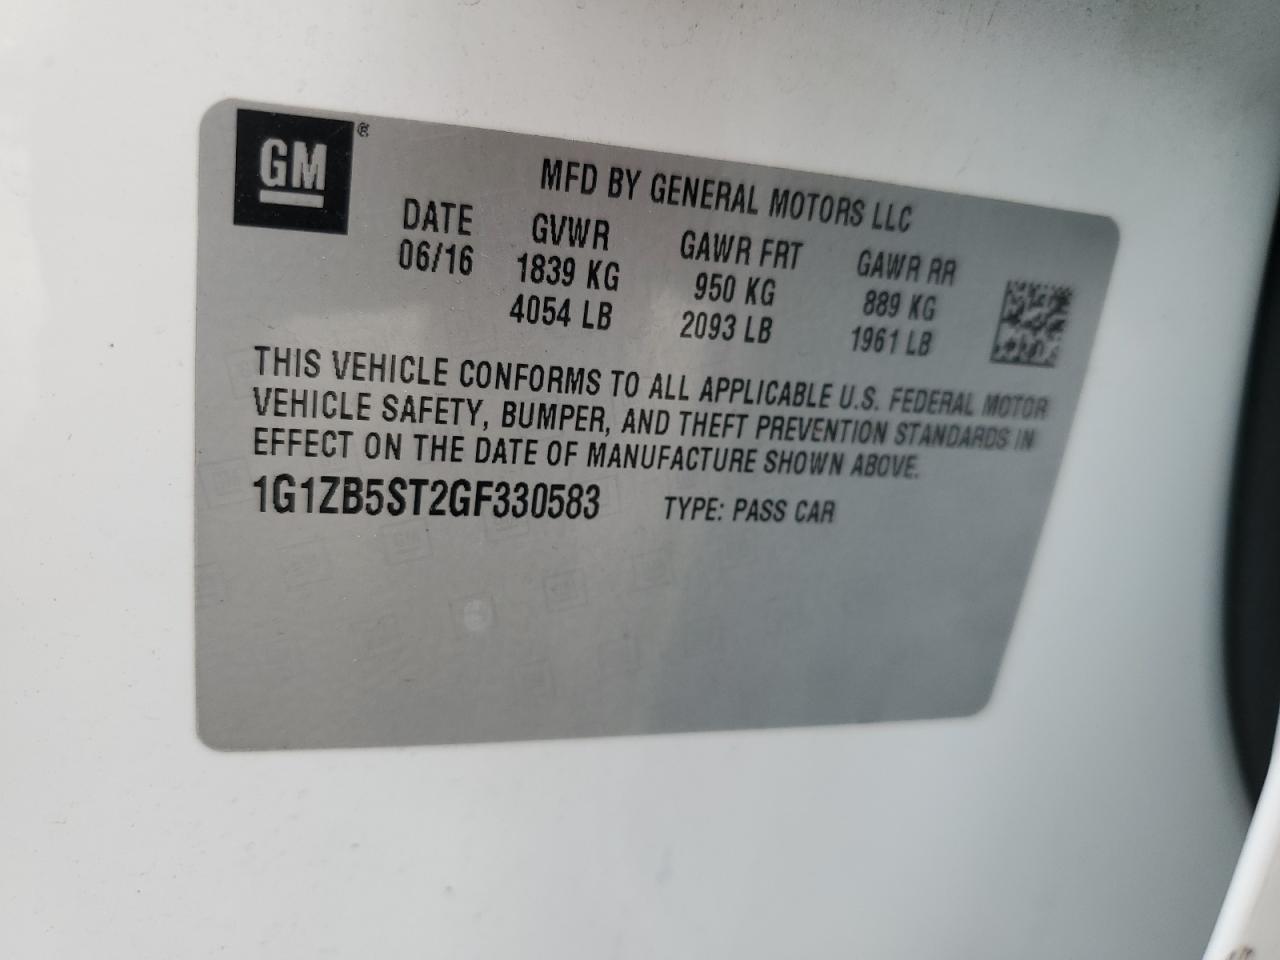 GM®
MFD BY GENERAL MOTORS LLC
DATE GVWR GAWR FRT GAWR RR
06/16 1839 KG 950 KG 889 KG
4054 LB 2093 LB 1961 LB
THIS VEHICLE CONFORMS TO ALL APPLICABLE U.S. FEDERAL MOTOR
VEHICLE SAFETY, BUMPER, AND THEFT PREVENTION STANDARDS IN
EFFECT ON THE DATE OF MANUFACTURE SHOWN ABOVE.
1G1ZB5ST2GF330583 TYPE: PASS CAR